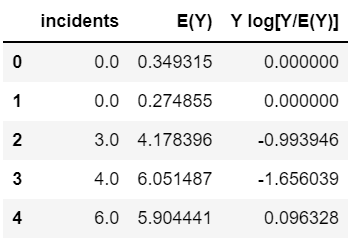 incidents E(Y) Y log[Y/E(Y)]
0 0.0 0.349315 0.000000
1 0.0 0.274855 0.000000
2 3.0 4.178396 -0.993946
3 4.0 6.051487 -1.656039
4 6.0 5.904441 0.096328